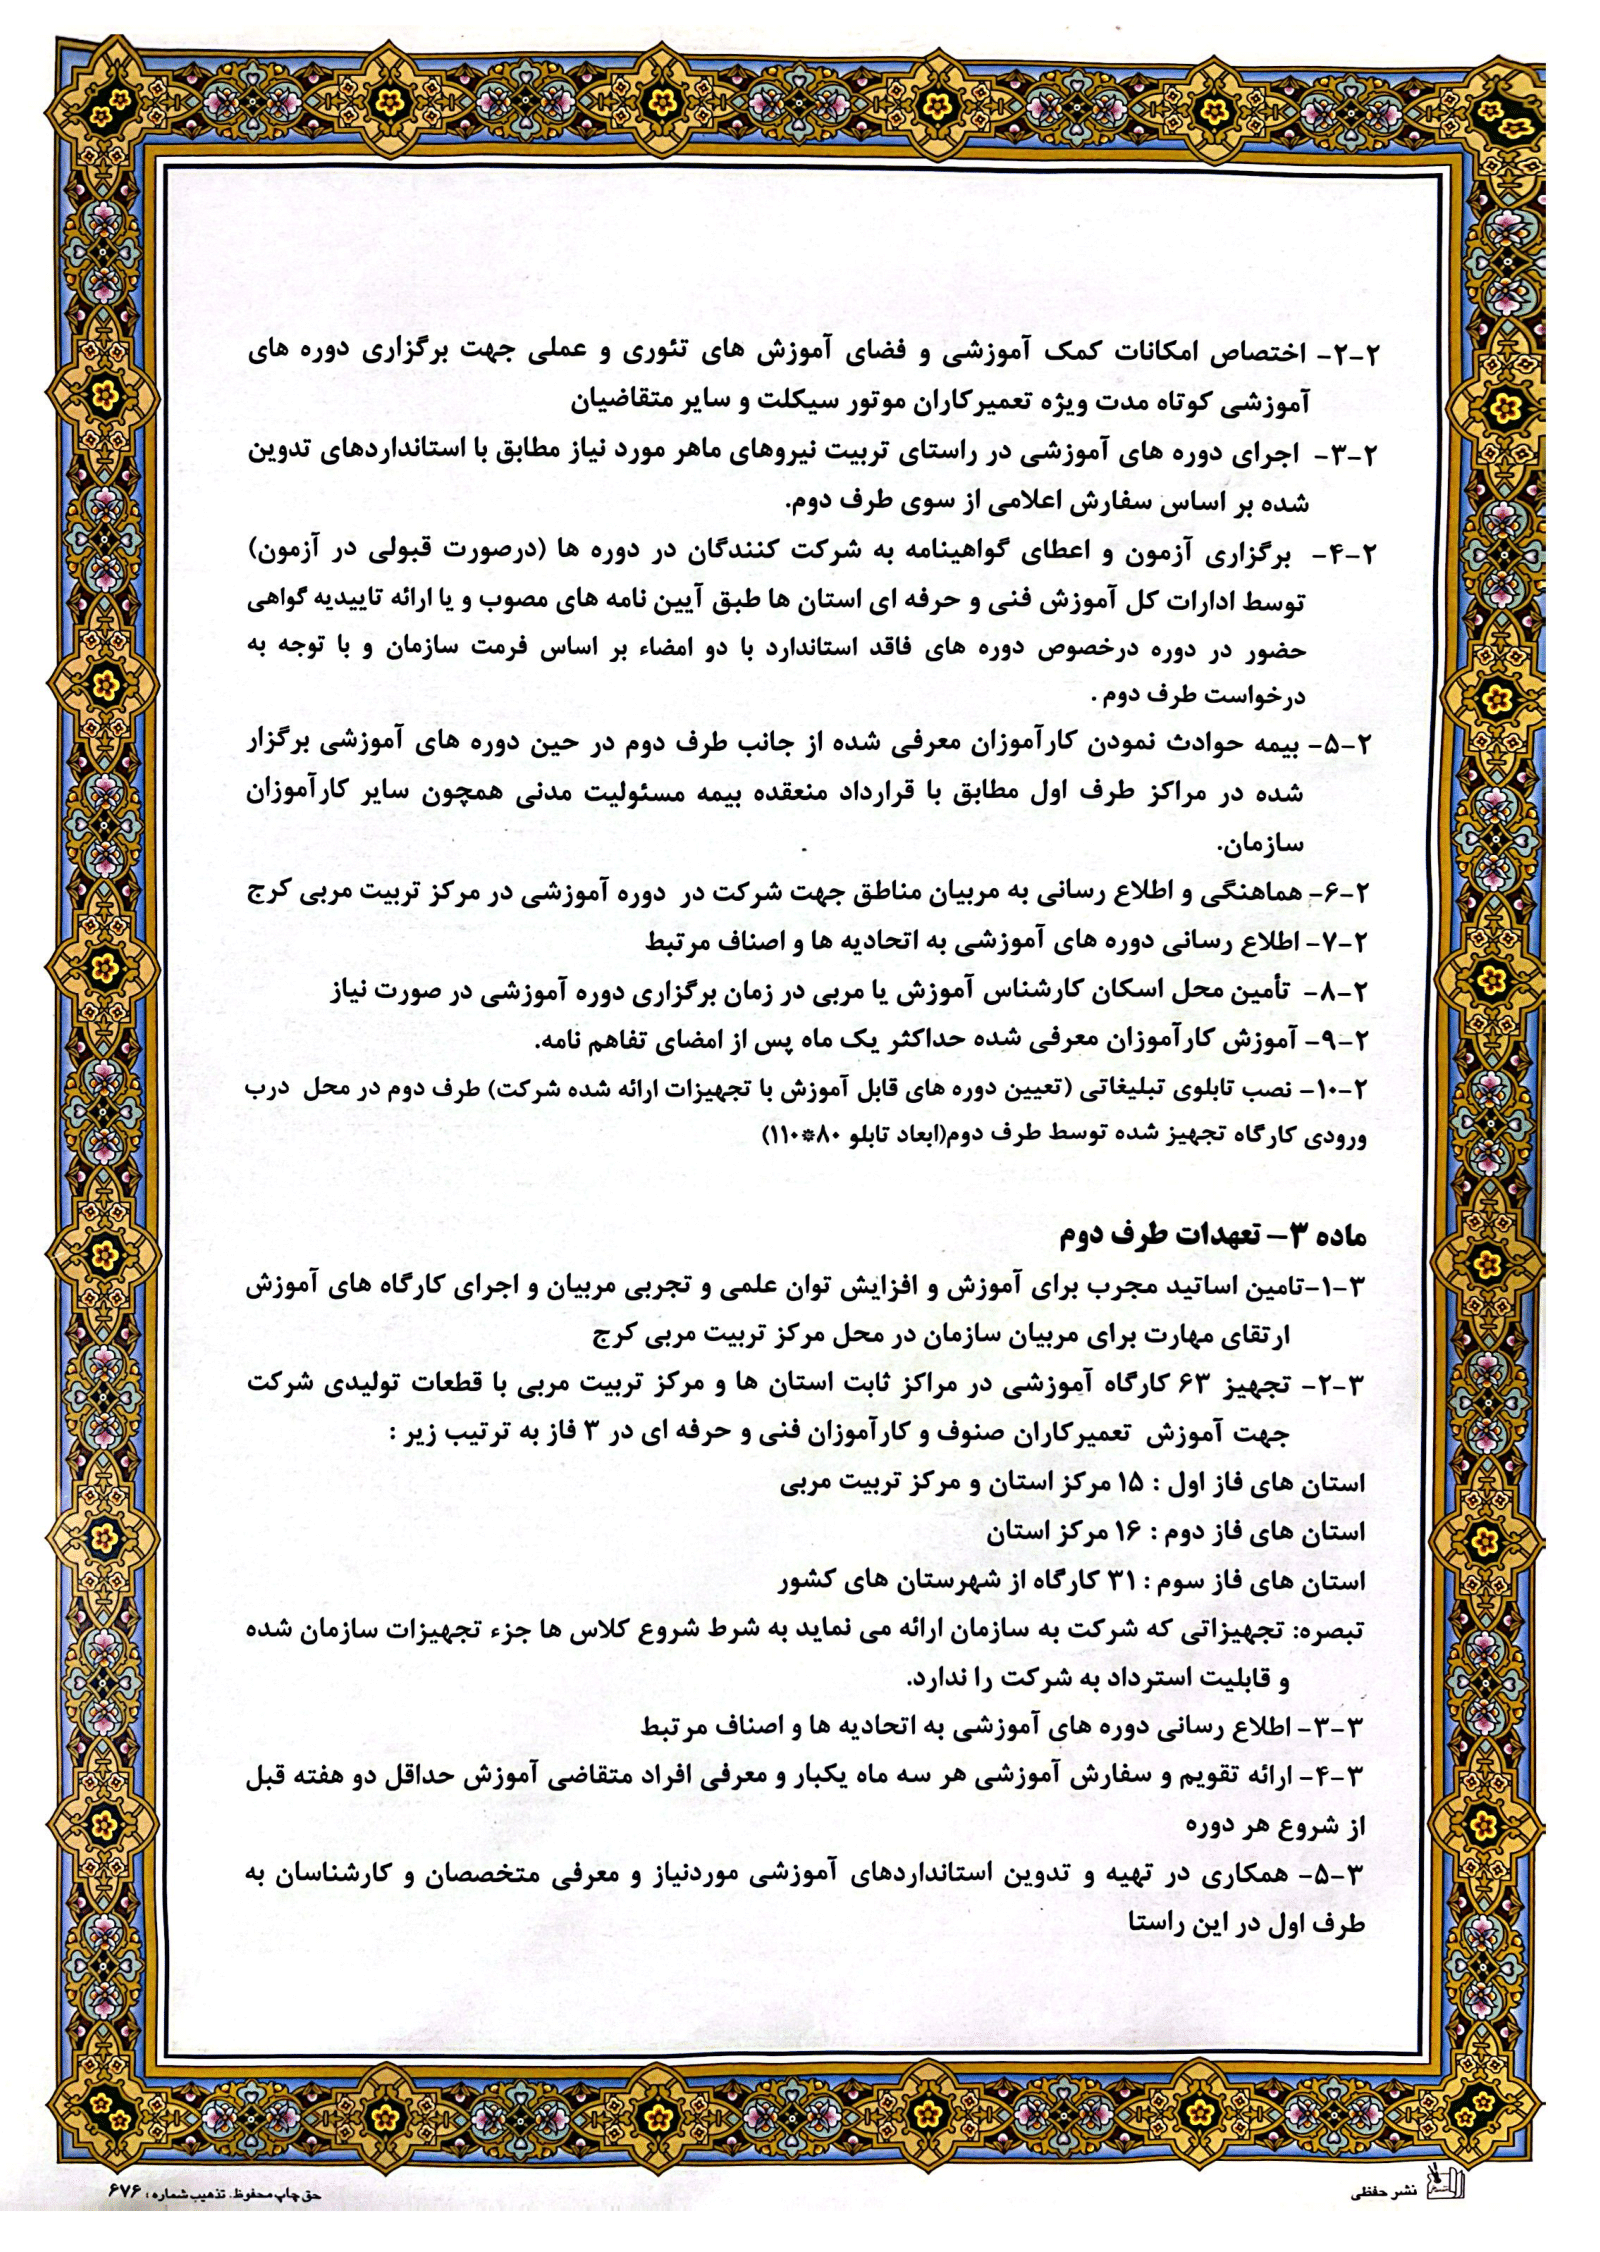 ۲-۲- اختصاص امکانات کمک آموزشی و فضای آموزش های تئوری و عملی جهت برگزاری دوره های
آموزشی کوتاه مدت ویژه تعمیرکاران موتور سیکلت و سایر متقاضیان
۳-۲- اجرای دوره های آموزشی در راستای تربیت نیروهای ماهر مورد نیاز مطابق با استانداردهای تدوین
شده بر اساس سفارش اعلامی از سوی طرف دوم.
۴-۲- برگزاری آزمون و اعطای گواهینامه به شرکت کنندگان در دوره ها (درصورت قبولی در آزمون)
توسط ادارات کل آموزش فنی و حرفه ای استان ها طبق آیین نامه های مصوب و یا ارائه تاییدیه گواهی
حضور در دوره درخصوص دوره های فاقد استاندارد با دو امضاء بر اساس فرمت سازمان و با توجه به
درخواست طرف دوم .
۵-۲- بیمه حوادث نمودن کارآموزان معرفی شده از جانب طرف دوم در حین دوره های آموزشی برگزار
شده در مراکز طرف اول مطابق با قرارداد منعقده بیمه مسئولیت مدنی همچون سایر کارآموزان
سازمان.
۶-۲- هماهنگی و اطلاع رسانی به مربیان مناطق جهت شرکت در دوره آموزشی در مرکز تربیت مربی کرج
۷-۲- اطلاع رسانی دوره های آموزشی به اتحادیه ها و اصناف مرتبط
۸-۲- تأمین محل اسکان کارشناس آموزش یا مربی در زمان برگزاری دوره آموزشی در صورت نیاز
۹-۲- آموزش کارآموزان معرفی شده حداکثر یک ماه پس از امضای تفاهم نامه.
۱۰-۲- نصب تابلوی تبلیغاتی (تعیین دوره های قابل آموزش با تجهیزات ارائه شده شرکت) طرف دوم در محل درب
ورودی کارگاه تجهیز شده توسط طرف دوم(ابعاد تابلو ۸۰*۱۱۰)
ماده ۳- تعهدات طرف دوم
۱-۳-تامین اساتید مجرب برای آموزش و افزایش توان علمی و تجربی مربیان و اجرای کارگاه های آموزش
ارتقای مهارت برای مربیان سازمان در محل مرکز تربیت مربی کرج
۲-۳- تجهیز ۶۳ کارگاه آموزشی در مراکز ثابت استان ها و مرکز تربیت مربی با قطعات تولیدی شرکت
جهت آموزش تعمیرکاران صنوف و کارآموزان فنی و حرفه ای در ۳ فاز به ترتیب زیر :
استان های فاز اول : ۱۵ مرکز استان و مرکز تربیت مربی
استان های فاز دوم : ۱۶ مرکز استان
استان های فاز سوم : ۳۱ کارگاه از شهرستان های کشور
تبصره: تجهیزاتی که شرکت به سازمان ارائه می نماید به شرط شروع کلاس ها جزء تجهیزات سازمان شده
و قابلیت استرداد به شرکت را ندارد.
۳-۳- اطلاع رسانی دوره های آموزشی به اتحادیه ها و اصناف مرتبط
۴-۳- ارائه تقویم و سفارش آموزشی هر سه ماه یکبار و معرفی افراد متقاضی آموزش حداقل دو هفته قبل
از شروع هر دوره
۵-۳- همکاری در تهیه و تدوین استانداردهای آموزشی موردنیاز و معرفی متخصصان و کارشناسان به
طرف اول در این راستا
نشر حفظی
حق چاپ محفوظ. تذهیب شماره : ۶۷۶